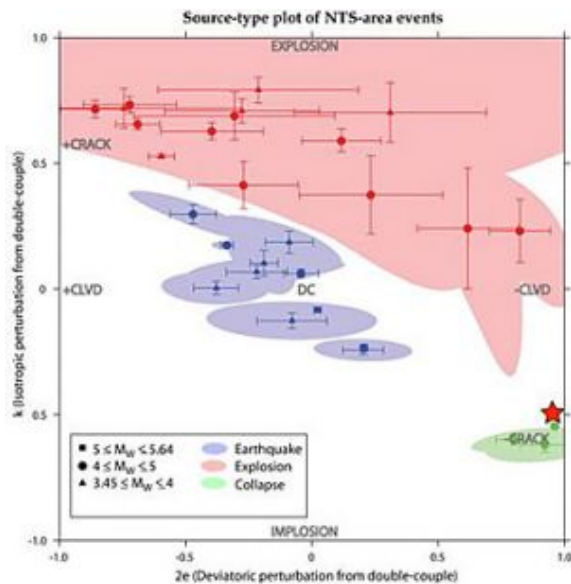 Source-type plot of NTS-area events
1.0
EXPLOSION
0.5
+CRACK
0
+CLVD
DC
-CLVD
0.5
-CRACK
-1.0
IMPLOSION
k (Isotropic perturbation from double-couple)
5 ≤ MW ≤ 5.64
4 ≤ MW ≤ 5
3.45 ≤ MW ≤ 4
Earthquake
Explosion
Collapse
-1.0 -0.5 0 0.5 1.0
2e (Deviatoric perturbation from double-couple)